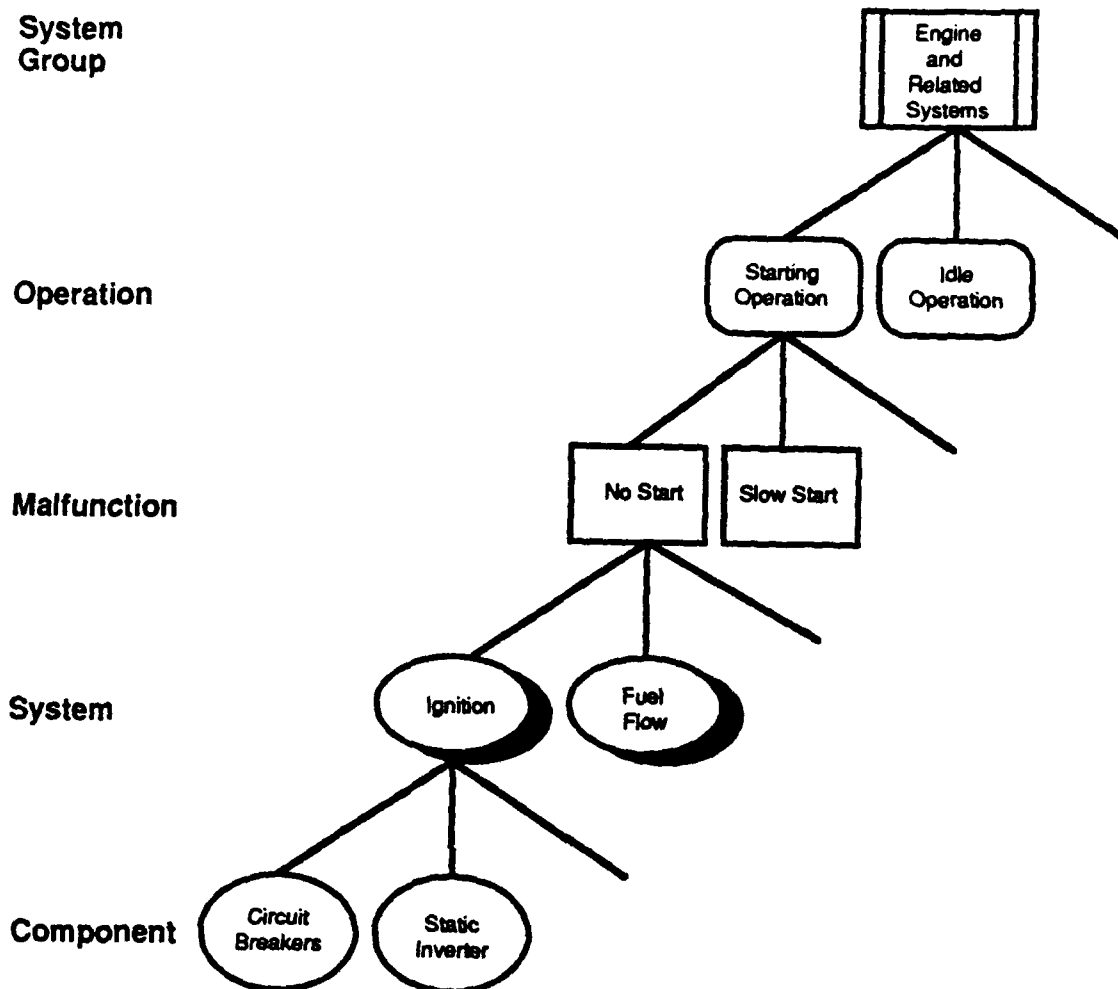 System
Group
Engine
and
Related
Systems
Operation
Starting
Operation
Idle
Operation
Malfunction
No Start
Slow Start
System
Ignition
Fuel
Flow
Component
Circuit
Breakers
Static
Inverter